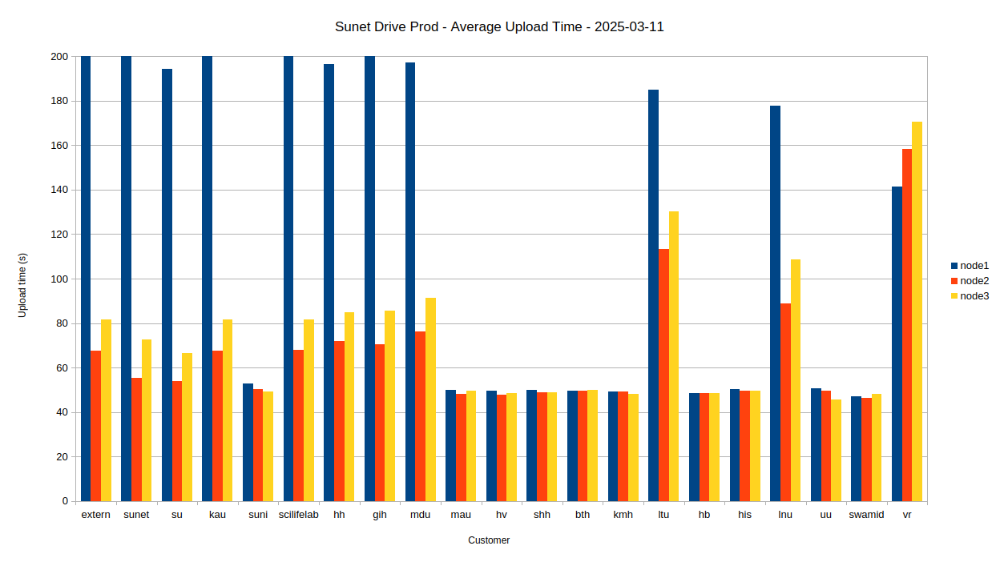 Sunet Drive Prod - Average Upload Time - 2025-03-11
200
180
160
140
120
100
80
60
40
20
0
Upload time (s)
extern sunet su kau suni scilifelab hh gih mdu mau hv shh bth kmh ltu hb his lnu uu swamid vr
Customer
node1
node2
node3